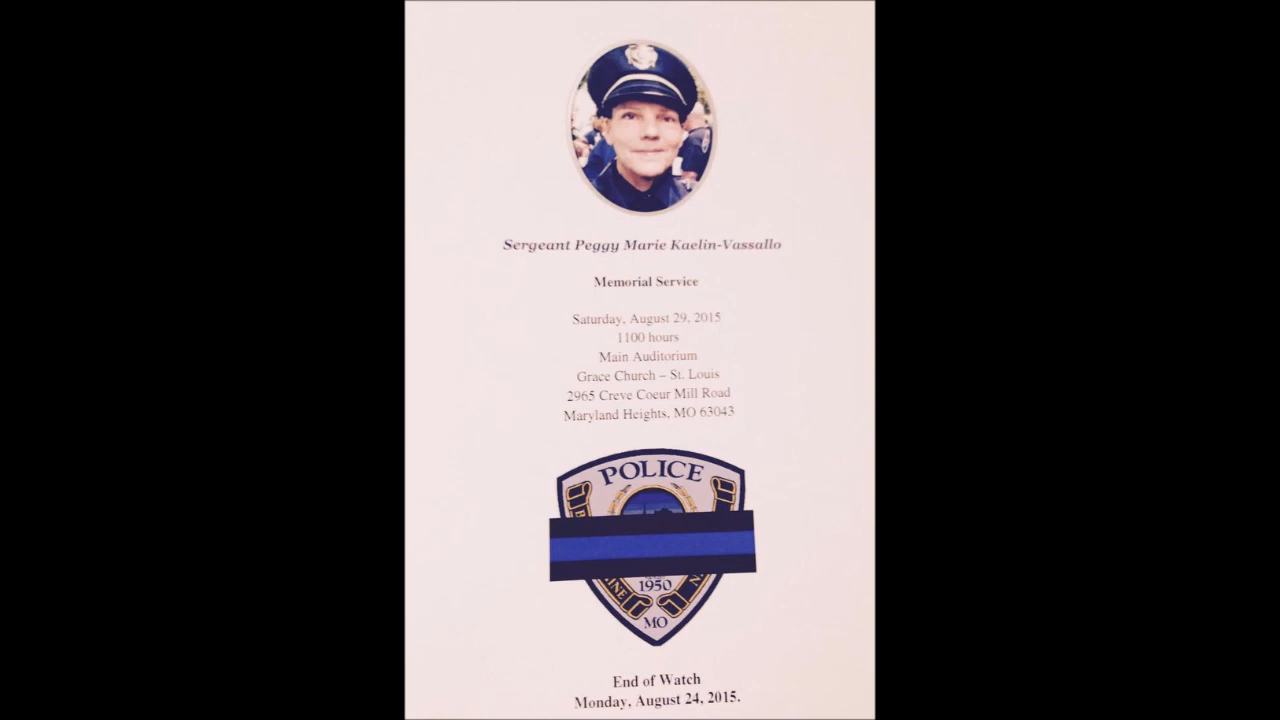 Sergeant Peggy Marie Kaelin-Vassallo
Memorial Service
Saturday, August 29, 2015
1100 hours
Main Auditorium
Grace Church – St. Louis
2965 Creve Coeur Mill Road
Maryland Heights, MO 63043
POLICE
1950
MO
End of Watch
Monday, August 24, 2015.